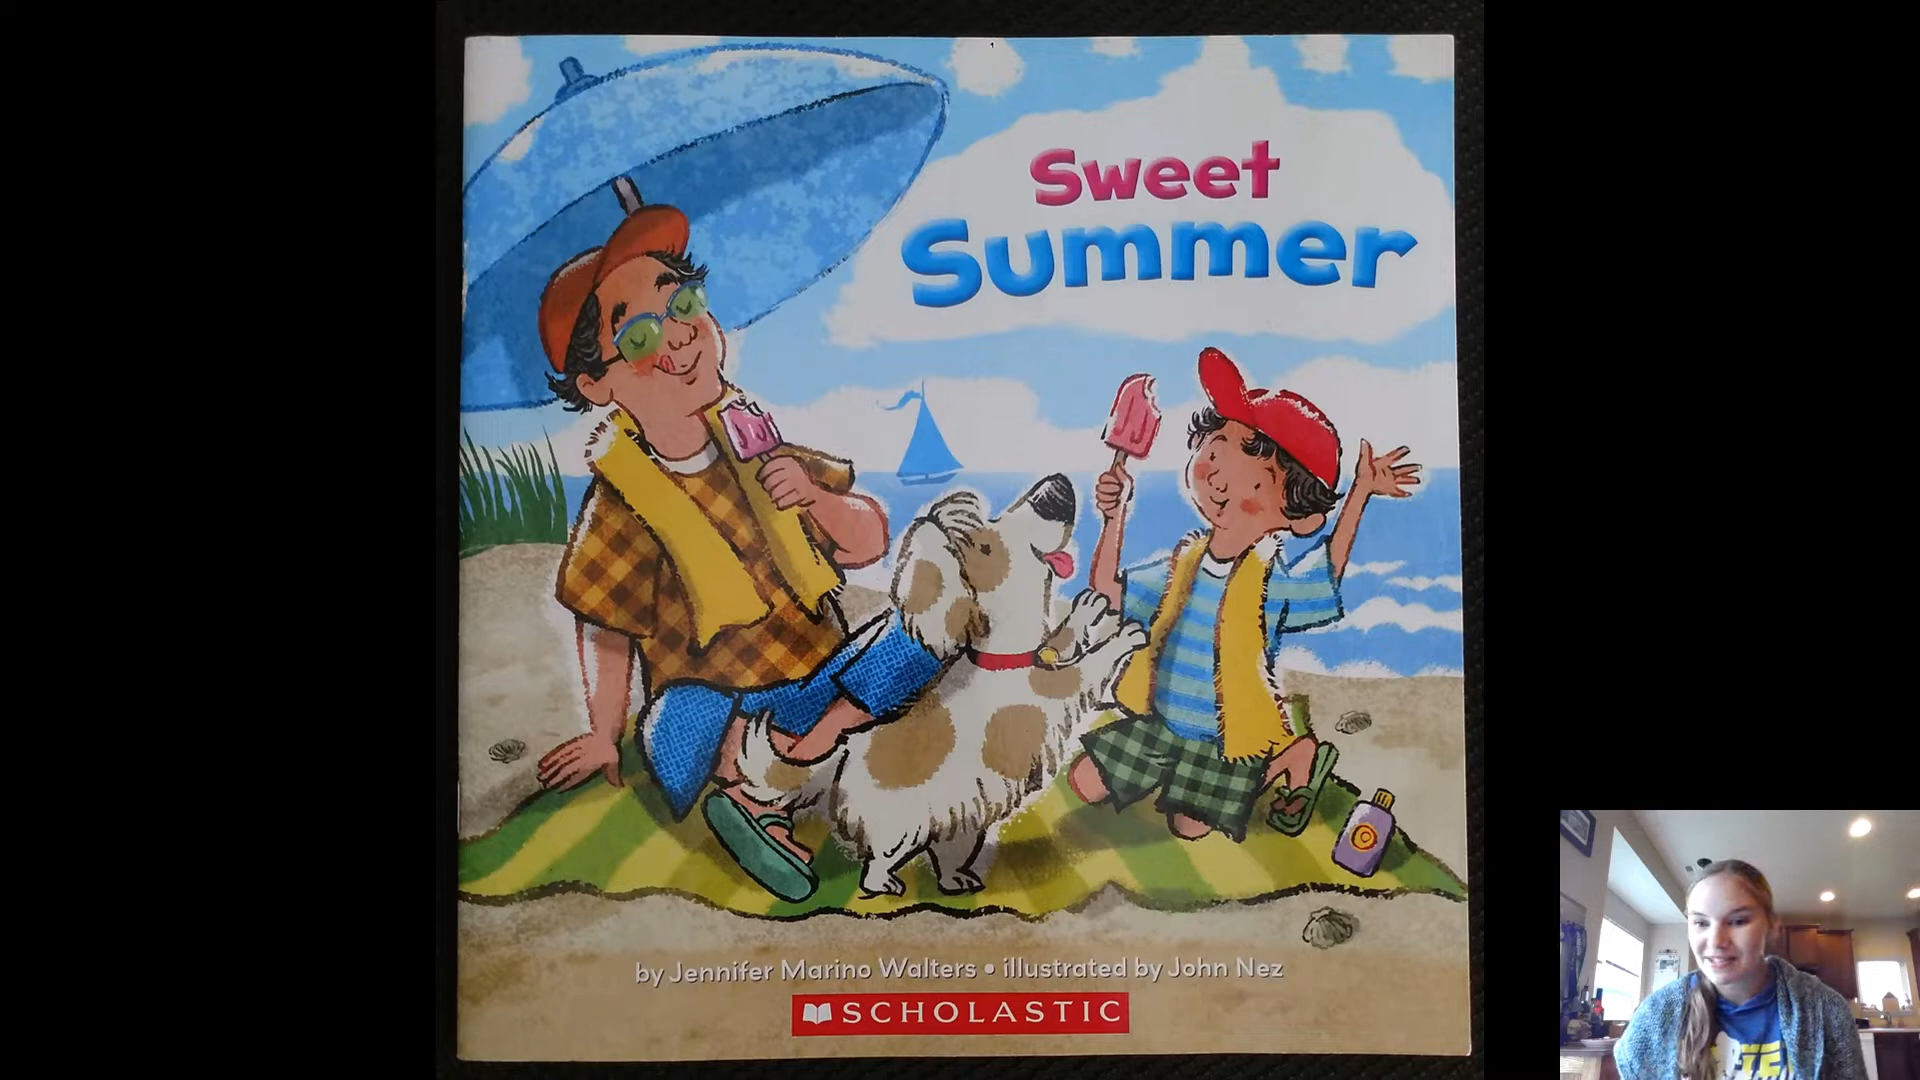 Sweet
Summer
by Jennifer Marino Walters • illustrated by John Nez
SCHOLASTIC